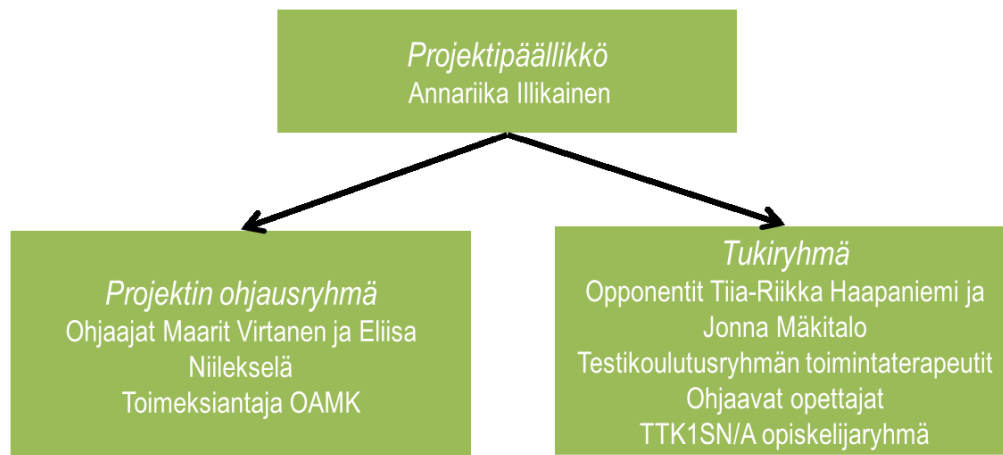 Projektipäällikkö
Annariika Illikainen
Projektin ohjausryhmä
Ohjaajat Maarit Virtanen ja Eliisa
Niilekselä
Toimeksiantaja OAMK
Tukiryhmä
Opponentit Tiia-Riikka Haapaniemi ja
Jonna Mäkitalo
Testikoulutusryhmän toimintaterapeutit
Ohjaavat opettajat
TTK1SN/A opiskelijaryhmä